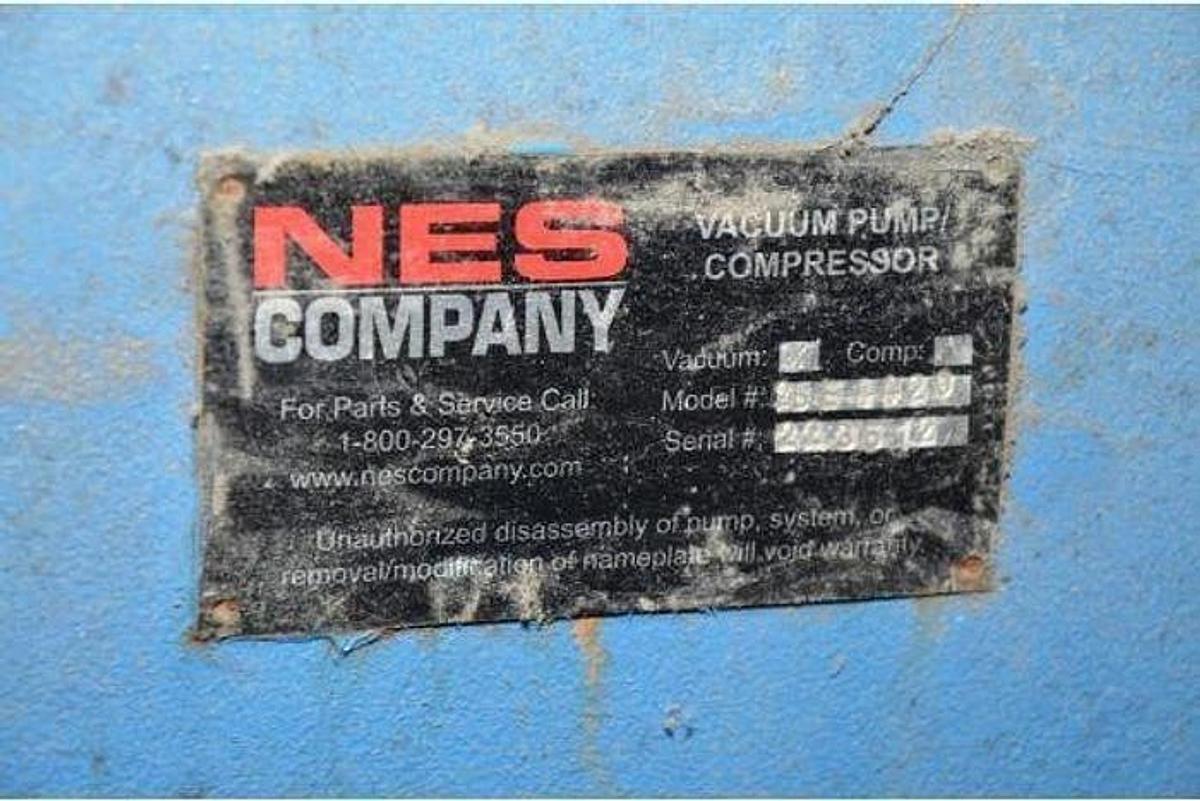 NES
COMPANY
For Parts & Service Call:
1-800-297-3550
www.nescompany.com
VACUUM PUMP/
COMPRESSOR
Vacuum:
Comp:
Model #:
Serial #:
Unauthorized disassembly of pump, system, or
removal/modification of nameplate will void warranty.